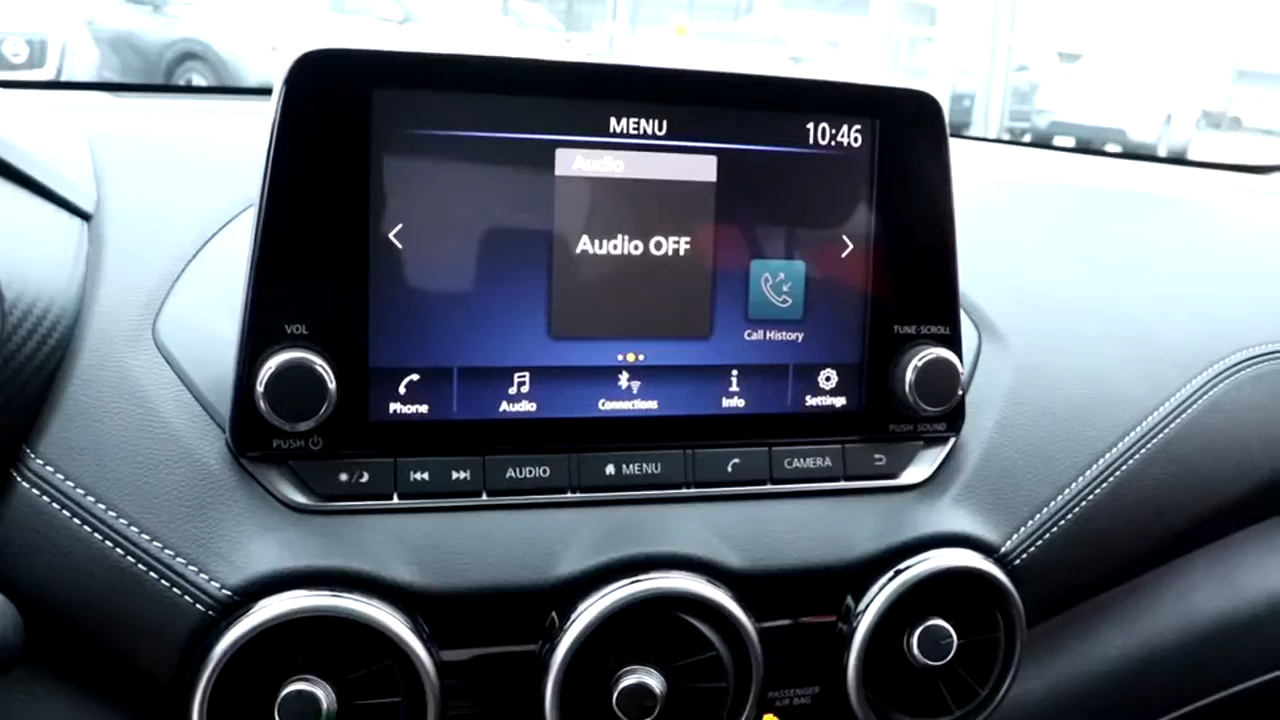 MENU
10:46
Audio
Audio OFF
Call History
VOL
TUNE·SCROLL
Phone
Audio
Connections
Info
Settings
PUSH
PUSH SOUND
AUDIO
MENU
CAMERA
PASSENGER
AIR BAG